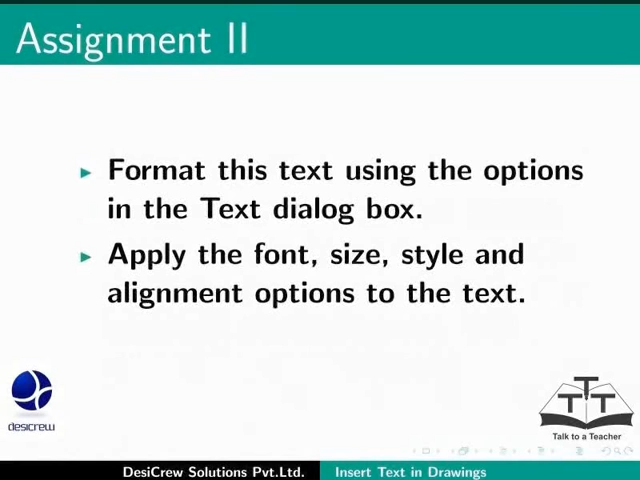 Assignment II
Format this text using the options
in the Text dialog box.
Apply the font, size, style and
alignment options to the text.
desicrew
TTT
Talk to a Teacher
DesiCrew Solutions Pvt.Ltd.
Insert Text in Drawings